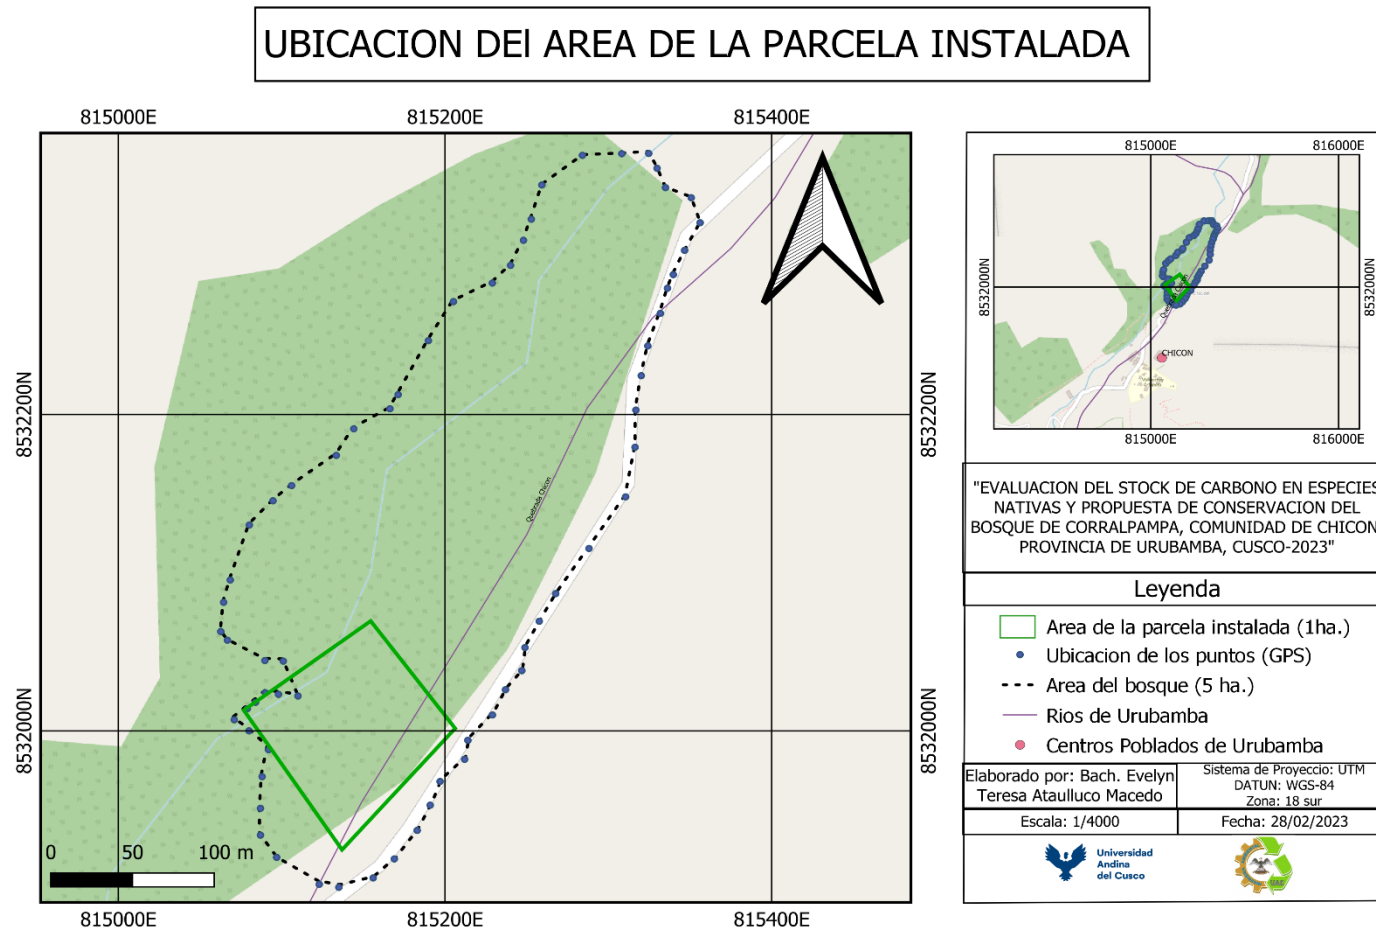 UBICACION DEl AREA DE LA PARCELA INSTALADA
815000E
815200E
815400E
8532200N
8532200N
8532000N
8532000N
Quebrada Chicon
0
50
100 m
815000E
815200E
815400E
815000E
816000E
8532000N
8532000N
CHICON
815000E
816000E
"EVALUACION DEL STOCK DE CARBONO EN ESPECIES
NATIVAS Y PROPUESTA DE CONSERVACION DEL
BOSQUE DE CORRALPAMPA, COMUNIDAD DE CHICON
PROVINCIA DE URUBAMBA, CUSCO-2023"
Leyenda
Area de la parcela instalada (1ha.)
Ubicacion de los puntos (GPS)
Area del bosque (5 ha.)
Rios de Urubamba
Centros Poblados de Urubamba
Elaborado por: Bach. Evelyn
Teresa Ataulluco Macedo
Sistema de Proyeccio: UTM
DATUN: WGS-84
Zona: 18 sur
Escala: 1/4000
Fecha: 28/02/2023
Universidad
Andina
del Cusco